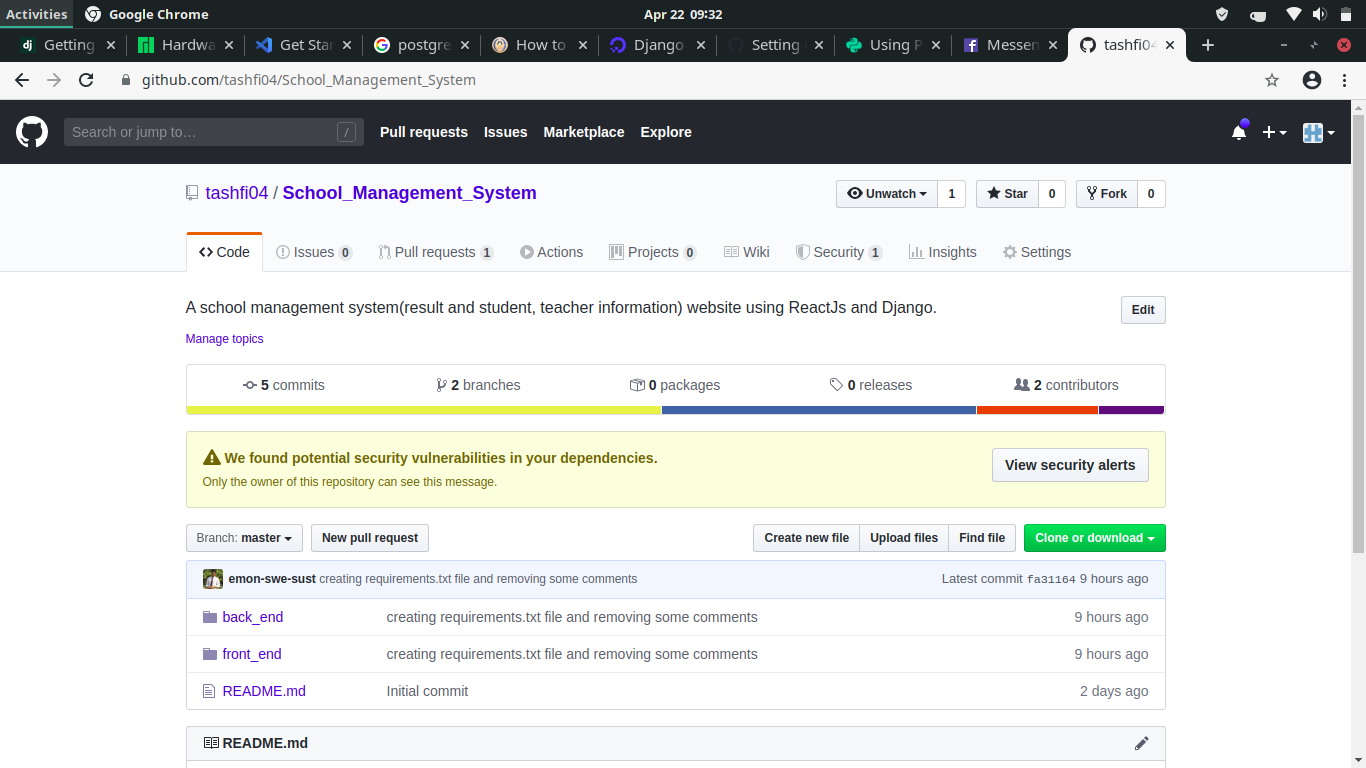 Activities Google Chrome Apr 22 09:32
Getting Hardwa Get Star postgre How to Django Setting Using P Messen tashfi04
github.com/tashfi04/School_Management_System
Search or jump to… / Pull requests Issues Marketplace Explore
tashfi04 / School_Management_System Unwatch 1 Star 0 Fork 0
Code Issues 0 Pull requests 1 Actions Projects 0 Wiki Security 1 Insights Settings
A school management system(result and student, teacher information) website using ReactJs and Django. Edit
Manage topics
5 commits 2 branches 0 packages 0 releases 2 contributors
We found potential security vulnerabilities in your dependencies.
Only the owner of this repository can see this message.
View security alerts
Branch: master New pull request Create new file Upload files Find file Clone or download
emon-swe-sust creating requirements.txt file and removing some comments Latest commit fa31164 9 hours ago
back_end creating requirements.txt file and removing some comments 9 hours ago
front_end creating requirements.txt file and removing some comments 9 hours ago
README.md Initial commit 2 days ago
README.md